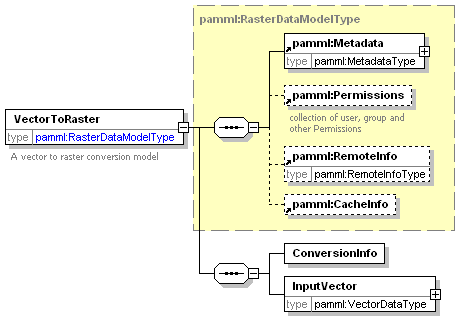 pamml:RasterDataModelType
pamml:Metadata
type pamml:MetadataType
pamml:Permissions
collection of user, group and
other Permissions
VectorToRaster
type pamml:RasterDataModelType
A vector to raster conversion model
pamml:RemoteInfo
type pamml:RemoteInfoType
pamml:CacheInfo
ConversionInfo
InputVector
type pamml:VectorDataType